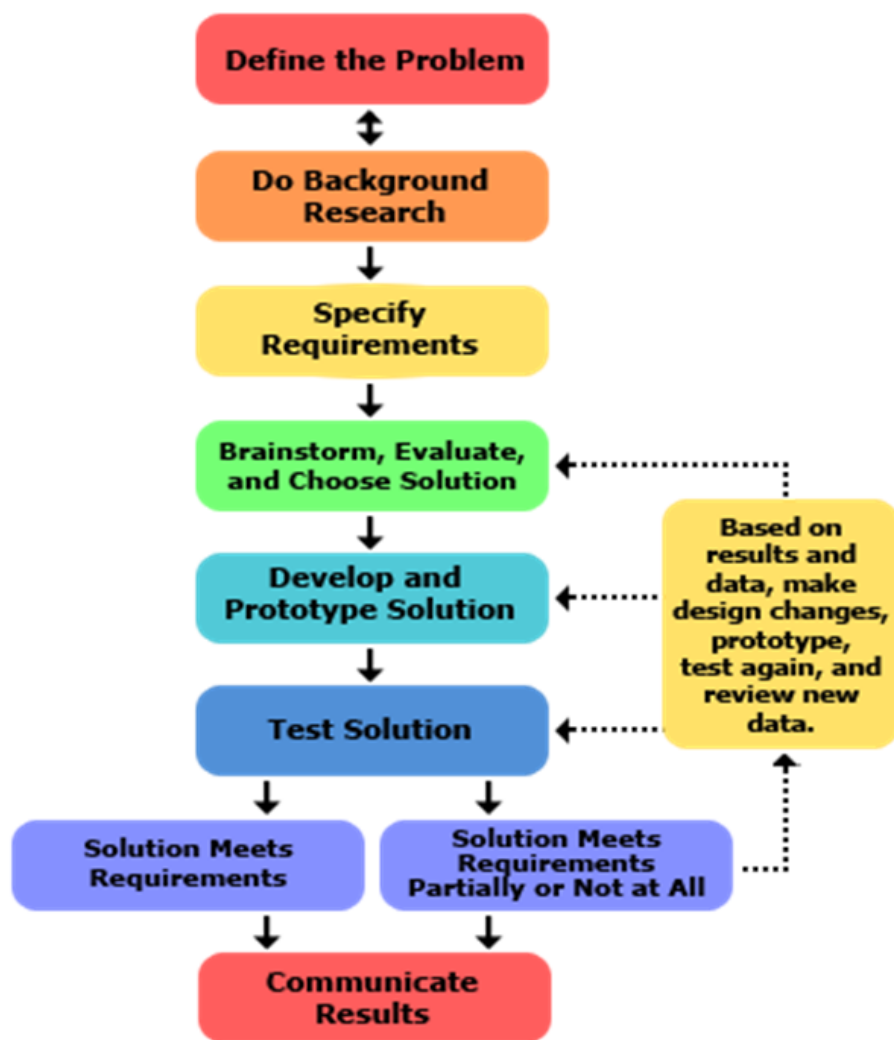 Define the Problem
Do Background
Research
Specify
Requirements
Brainstorm, Evaluate,
and Choose Solution
Develop and
Prototype Solution
Test Solution
Based on
results and
data, make
design changes,
prototype,
test again, and
review new
data.
Solution Meets
Requirements
Solution Meets
Requirements
Partially or Not at All
Communicate
Results